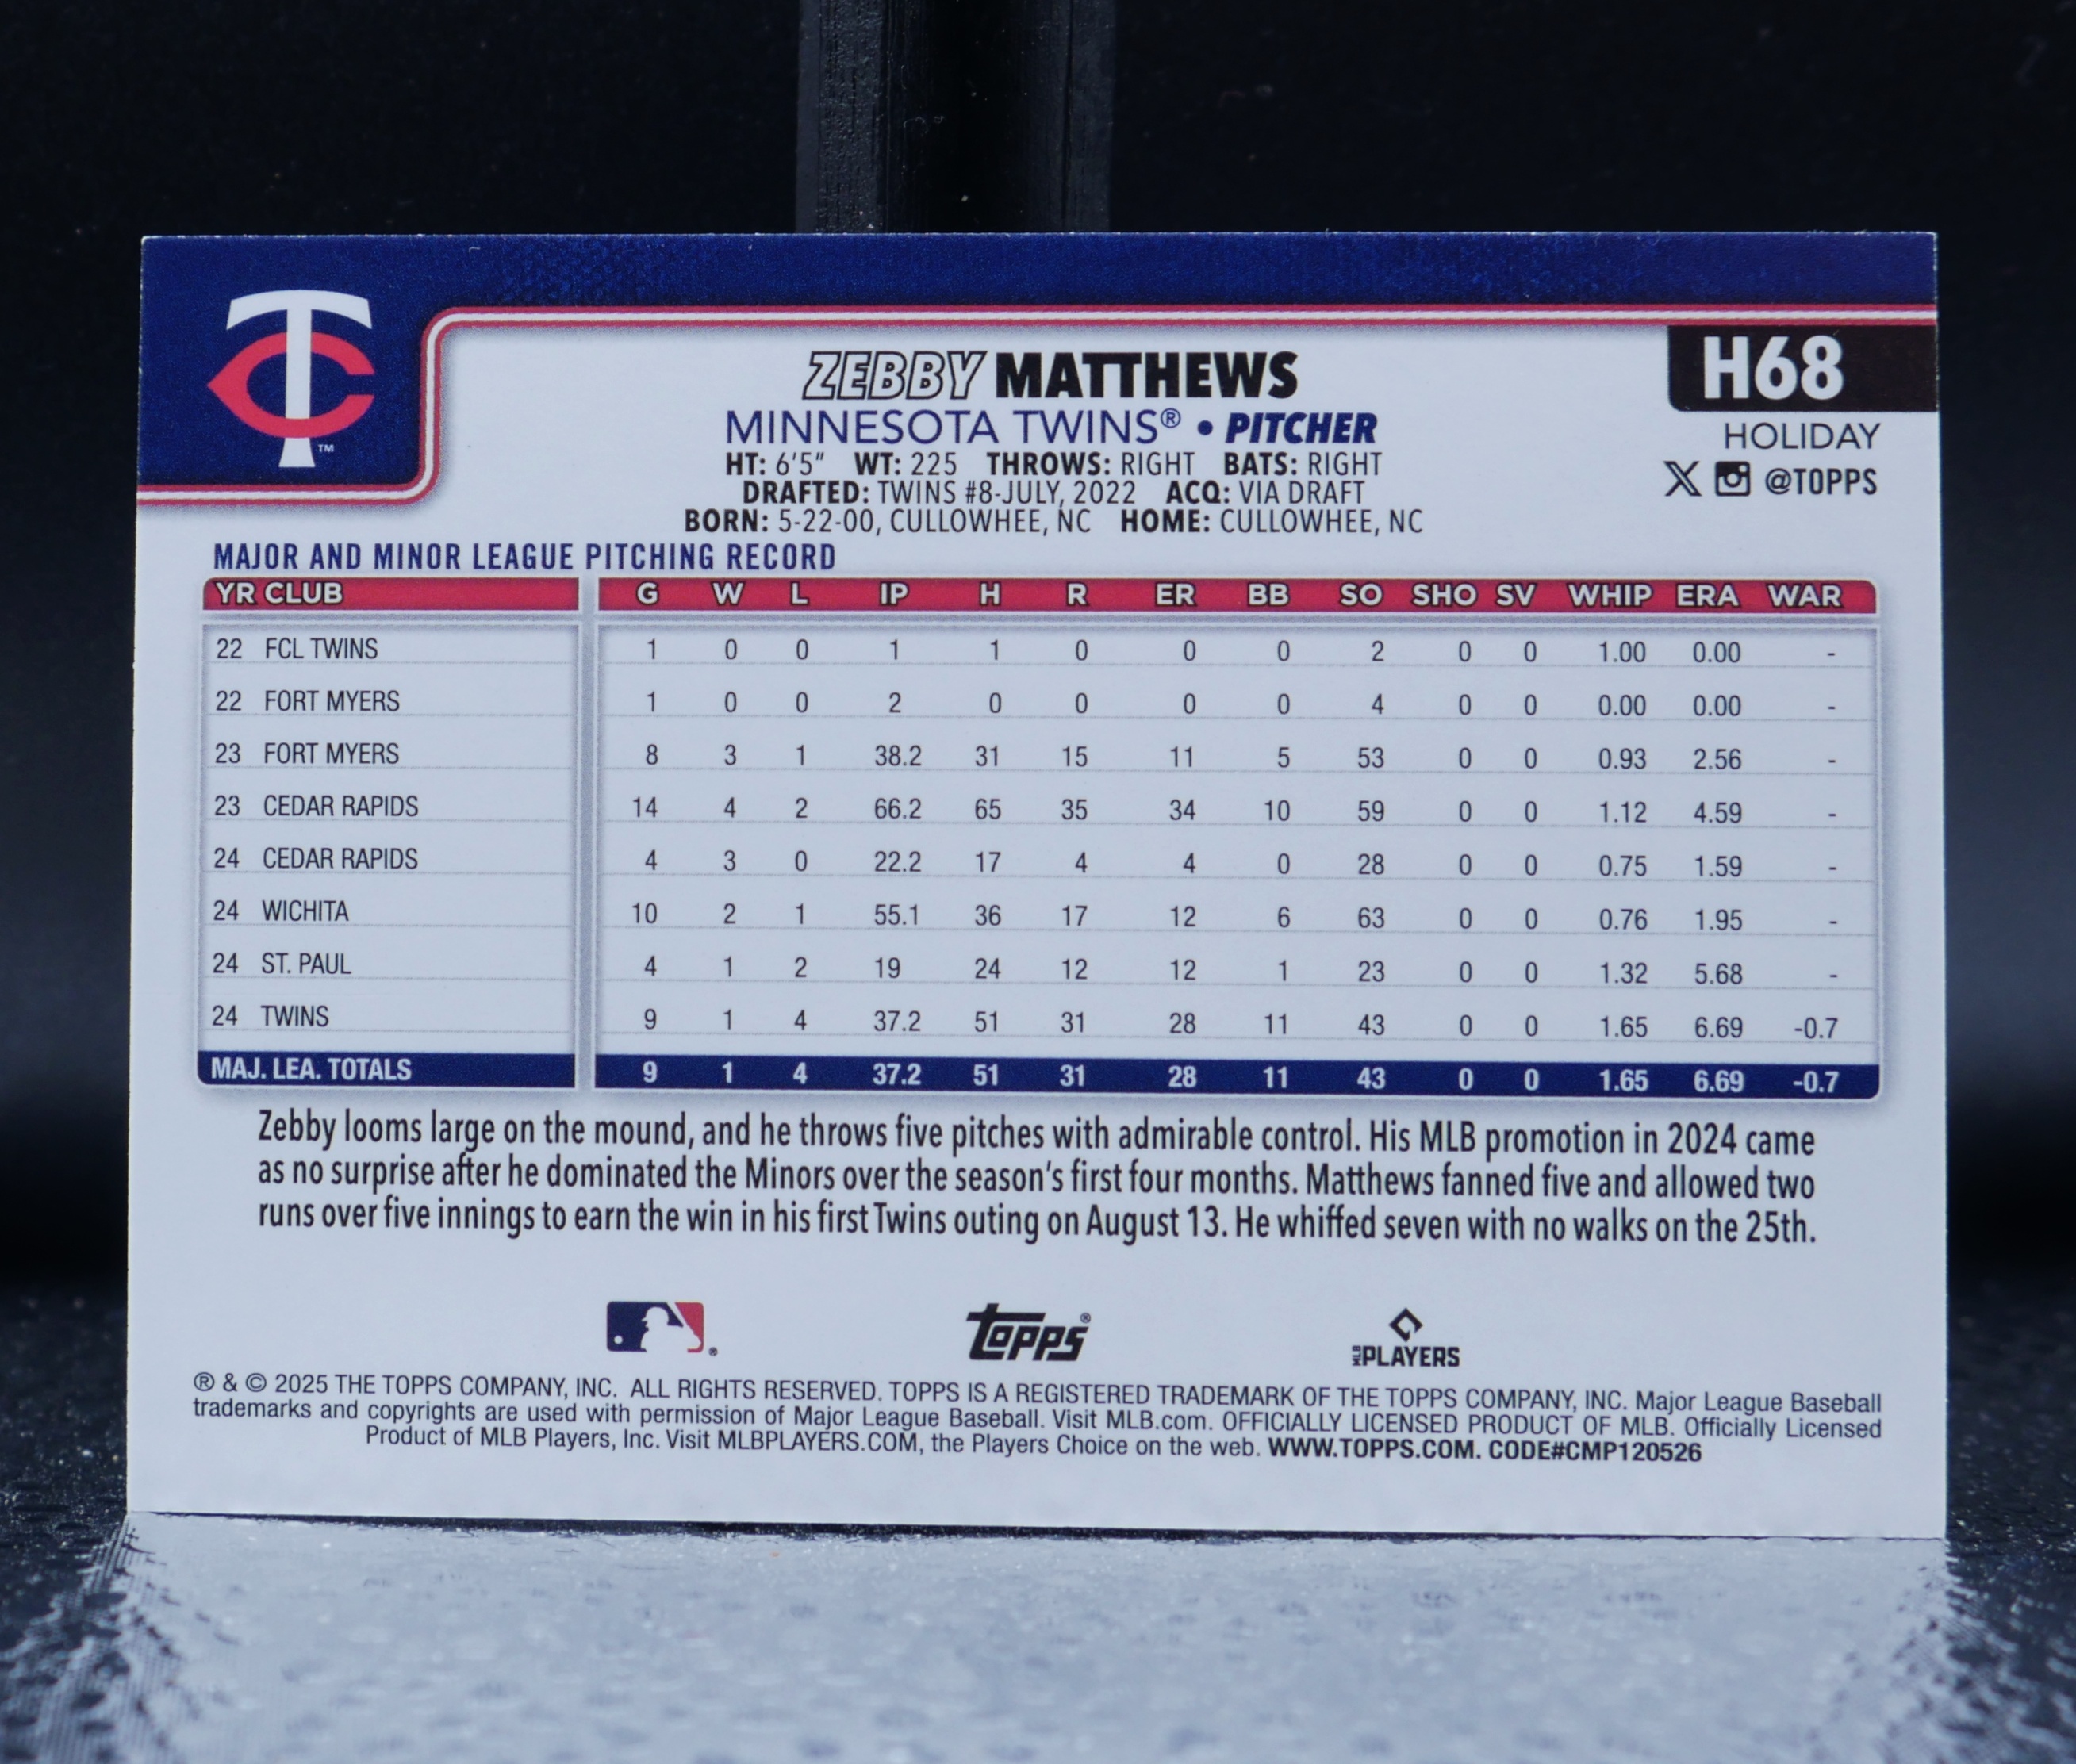 TC™
ZEBBY MATTHEWS
MINNESOTA TWINS® • PITCHER
HT: 6'5" WT: 225 THROWS: RIGHT BATS: RIGHT
DRAFTED: TWINS #8-JULY, 2022 ACQ: VIA DRAFT
BORN: 5-22-00, CULLOWHEE, NC HOME: CULLOWHEE, NC
H68
HOLIDAY
X @TOPPS
MAJOR AND MINOR LEAGUE PITCHING RECORD
YR CLUB G W L IP H R ER BB SO SHO SV WHIP ERA WAR
22 FCL TWINS 1 0 0 1 1 0 0 0 2 0 0 1.00 0.00 -
22 FORT MYERS 1 0 0 2 0 0 0 0 4 0 0 0.00 0.00 -
23 FORT MYERS 8 3 1 38.2 31 15 11 5 53 0 0 0.93 2.56 -
23 CEDAR RAPIDS 14 4 2 66.2 65 35 34 10 59 0 0 1.12 4.59 -
24 CEDAR RAPIDS 4 3 0 22.2 17 4 4 0 28 0 0 0.75 1.59 -
24 WICHITA 10 2 1 55.1 36 17 12 6 63 0 0 0.76 1.95 -
24 ST. PAUL 4 1 2 19 24 12 12 1 23 0 0 1.32 5.68 -
24 TWINS 9 1 4 37.2 51 31 28 11 43 0 0 1.65 6.69 -0.7
MAJ. LEA. TOTALS 9 1 4 37.2 51 31 28 11 43 0 0 1.65 6.69 -0.7
Zebby looms large on the mound, and he throws five pitches with admirable control. His MLB promotion in 2024 came
as no surprise after he dominated the Minors over the season's first four months. Matthews fanned five and allowed two
runs over five innings to earn the win in his first Twins outing on August 13. He whiffed seven with no walks on the 25th.
® Topps® MLB PLAYERS
® & © 2025 THE TOPPS COMPANY, INC. ALL RIGHTS RESERVED. TOPPS IS A REGISTERED TRADEMARK OF THE TOPPS COMPANY, INC. Major League Baseball
trademarks and copyrights are used with permission of Major League Baseball. Visit MLB.com. OFFICIALLY LICENSED PRODUCT OF MLB. Officially Licensed
Product of MLB Players, Inc. Visit MLBPLAYERS.COM, the Players Choice on the web. WWW.TOPPS.COM. CODE#CMP120526